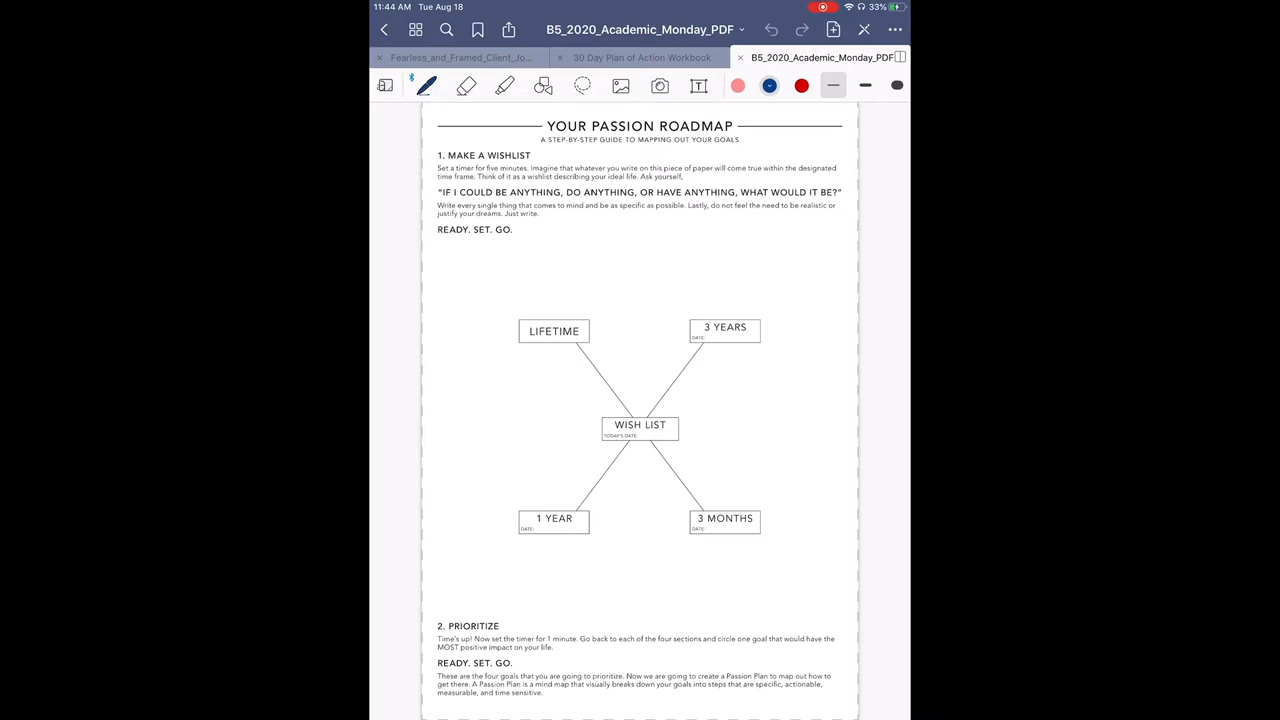 11:44 AM Tue Aug 18
33%
B5_2020_Academic_Monday_PDF
Fearless_and_Framed_Client_Jo...
30 Day Plan of Action Workbook
B5_2020_Academic_Monday_PDF
YOUR PASSION ROADMAP
A STEP-BY-STEP GUIDE TO MAPPING OUT YOUR GOALS
1. MAKE A WISHLIST
Set a timer for five minutes. Imagine that whatever you write on this piece of paper will come true within the designated
time frame. Think of it as a wishlist describing your ideal life. Ask yourself,
"IF I COULD BE ANYTHING, DO ANYTHING, OR HAVE ANYTHING, WHAT WOULD IT BE?"
Write every single thing that comes to mind and be as specific as possible. Lastly, do not feel the need to be realistic or
justify your dreams. Just write.
READY. SET. GO.
LIFETIME
3 YEARS
DATE:
WISH LIST
TODAY'S DATE:
1 YEAR
DATE:
3 MONTHS
DATE:
2. PRIORITIZE
Time's up! Now set the timer for 1 minute. Go back to each of the four sections and circle one goal that would have the
MOST positive impact on your life.
READY. SET. GO.
These are the four goals that you are going to prioritize. Now we are going to create a Passion Plan to map out how to
get there. A Passion Plan is a mind map that visually breaks down your goals into steps that are specific, actionable,
measurable, and time sensitive.